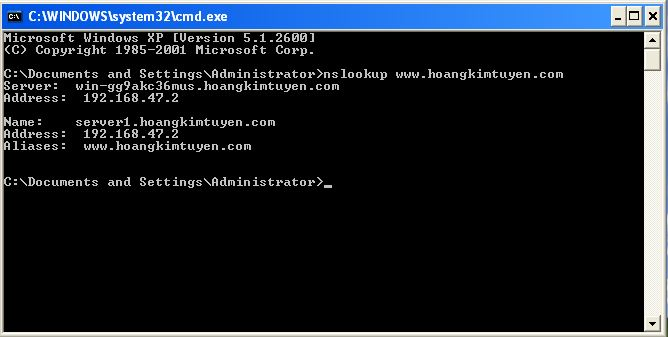 C:\WINDOWS\system32\cmd.exe
Microsoft Windows XP [Version 5.1.2600]
(C) Copyright 1985-2001 Microsoft Corp.
C:\Documents and Settings\Administrator>nslookup www.hoangkimtuyen.com
Server:  win-gg9akc36mus.hoangkimtuyen.com
Address:  192.168.47.2
Name:    server1.hoangkimtuyen.com
Address:  192.168.47.2
Aliases:  www.hoangkimtuyen.com
C:\Documents and Settings\Administrator>_